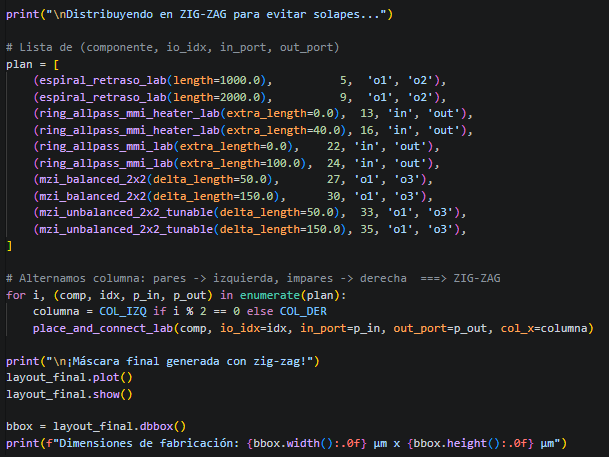 print("\nDistribuyendo en ZIG-ZAG para evitar solapes...")
# Lista de (componente, io_idx, in_port, out_port)
plan = [
    (espiral_retraso_lab(length=1000.0),          5,  'o1', 'o2'),
    (espiral_retraso_lab(length=2000.0),          9,  'o1', 'o2'),
    (ring_allpass_mmi_heater_lab(extra_length=0.0),  13, 'in', 'out'),
    (ring_allpass_mmi_heater_lab(extra_length=40.0), 16, 'in', 'out'),
    (ring_allpass_mmi_lab(extra_length=0.0),    22, 'in', 'out'),
    (ring_allpass_mmi_lab(extra_length=100.0),  24, 'in', 'out'),
    (mzi_balanced_2x2(delta_length=50.0),       27, 'o1', 'o3'),
    (mzi_balanced_2x2(delta_length=150.0),      30, 'o1', 'o3'),
    (mzi_unbalanced_2x2_tunable(delta_length=50.0),  33, 'o1', 'o3'),
    (mzi_unbalanced_2x2_tunable(delta_length=150.0), 35, 'o1', 'o3'),
]
# Alternamos columna: pares -> izquierda, impares -> derecha  ===> ZIG-ZAG
for i, (comp, idx, p_in, p_out) in enumerate(plan):
    columna = COL_IZQ if i % 2 == 0 else COL_DER
    place_and_connect_lab(comp, io_idx=idx, in_port=p_in, out_port=p_out, col_x=columna)
print("\n¡Máscara final generada con zig-zag!")
layout_final.plot()
layout_final.show()
bbox = layout_final.dbbox()
print(f"Dimensiones de fabricación: {bbox.width():.0f} µm x {bbox.height():.0f} µm")